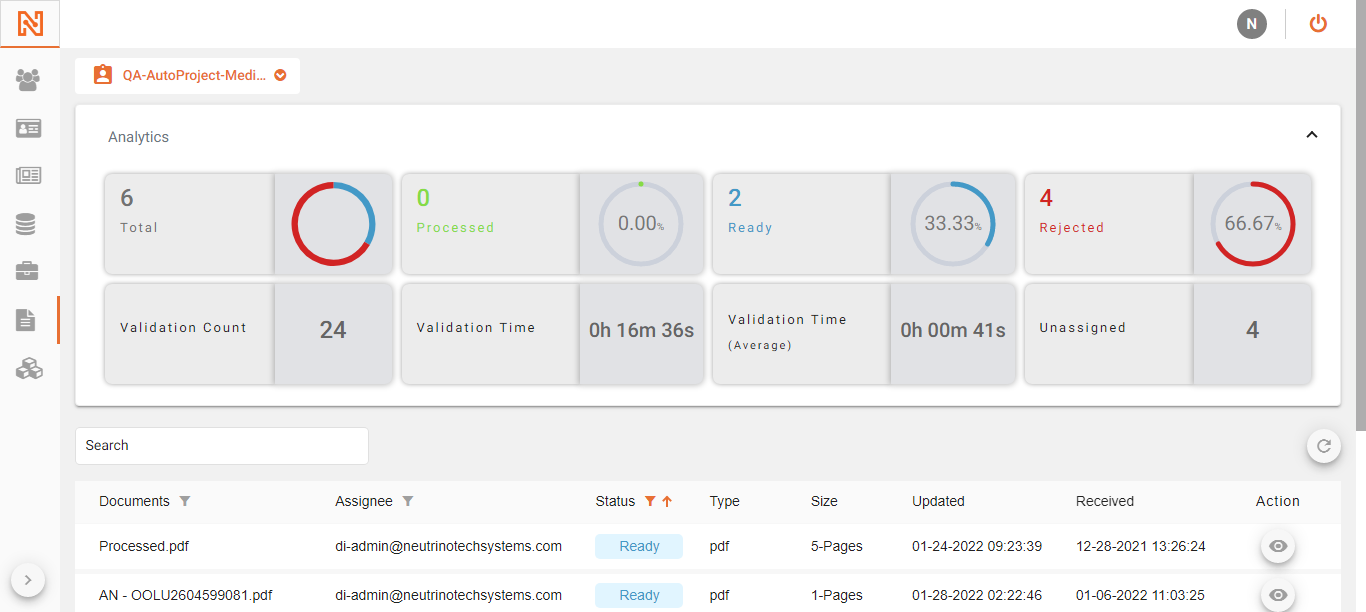 N
QA-AutoProject-Medi...
Analytics
6
Total
0
Processed
0.00%
2
Ready
33.33%
4
Rejected
66.67%
Validation Count
24
Validation Time
0h 16m 36s
Validation Time
(Average)
0h 00m 41s
Unassigned
4
Search
Documents Assignee Status Type Size Updated Received Action
Processed.pdf di-admin@neutrinotechsystems.com Ready pdf 5-Pages 01-24-2022 09:23:39 12-28-2021 13:26:24
AN - OOLU2604599081.pdf di-admin@neutrinotechsystems.com Ready pdf 1-Pages 01-28-2022 02:22:46 01-06-2022 11:03:25